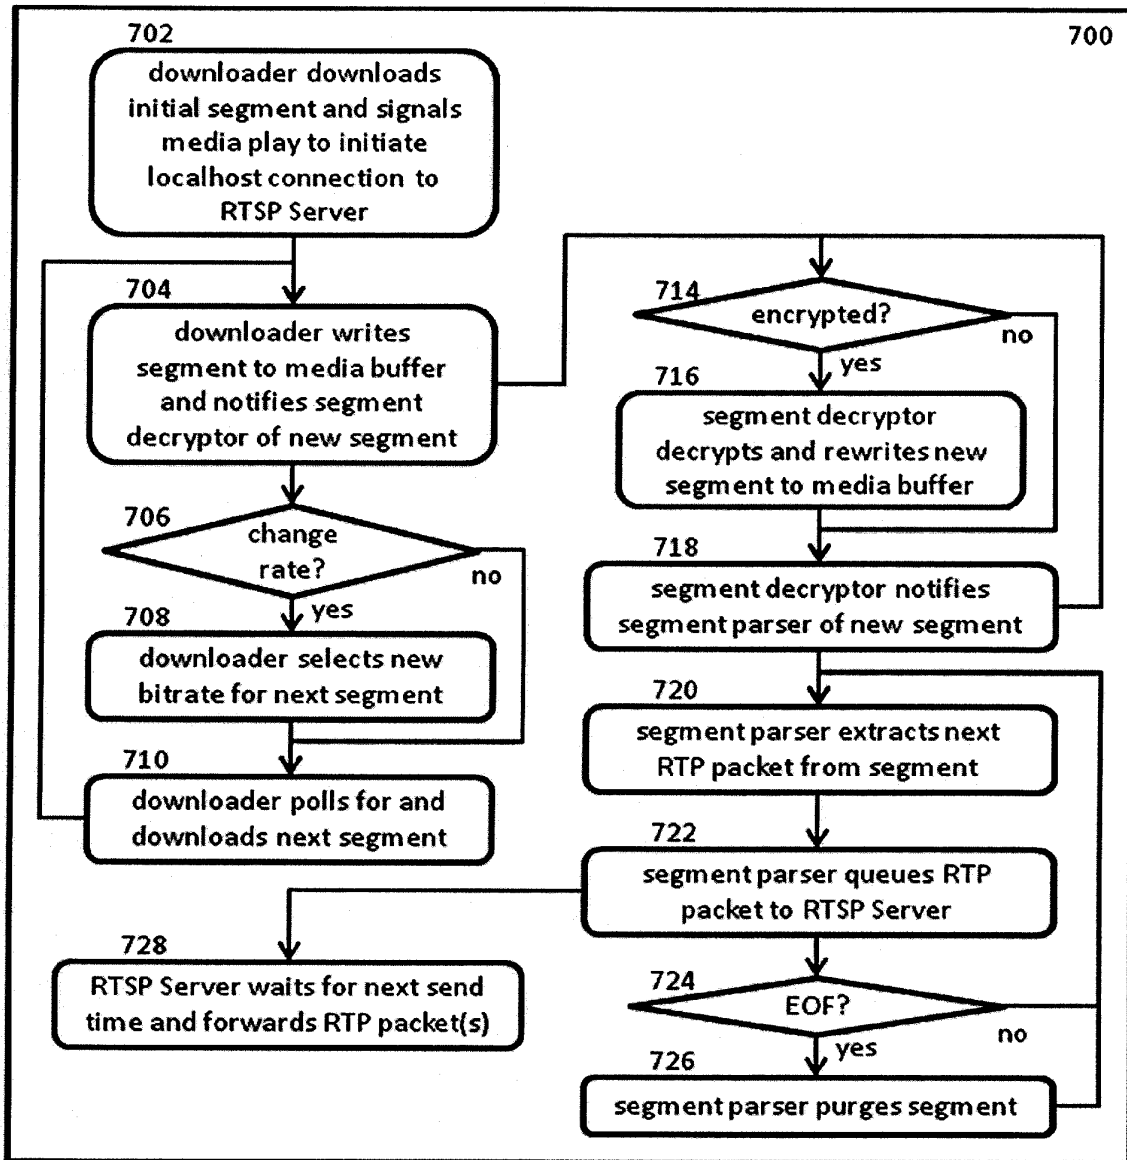 700
702
downloader downloads
initial segment and signals
media play to initiate
localhost connection to
RTSP Server
704
downloader writes
segment to media buffer
and notifies segment
decryptor of new segment
706
change
rate?
no
yes
708
downloader selects new
bitrate for next segment
710
downloader polls for and
downloads next segment
714
encrypted?
no
yes
716
segment decryptor
decrypts and rewrites new
segment to media buffer
718
segment decryptor notifies
segment parser of new segment
720
segment parser extracts next
RTP packet from segment
722
segment parser queues RTP
packet to RTSP Server
724
EOF?
no
yes
726
segment parser purges segment
728
RTSP Server waits for next send
time and forwards RTP packet(s)